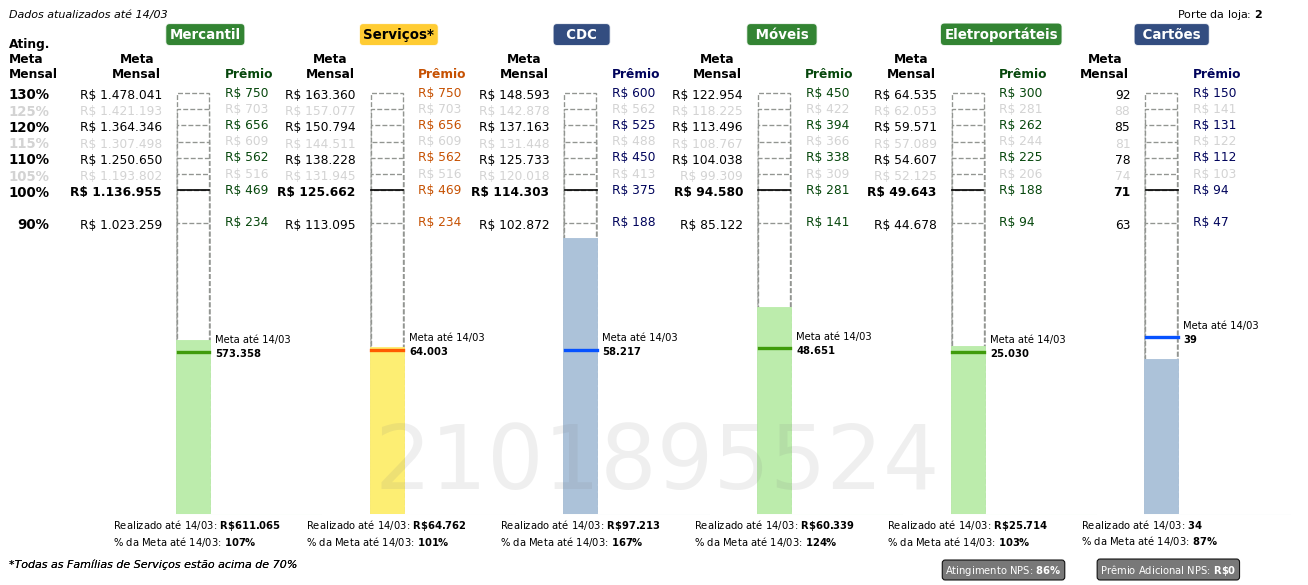 Dados atualizados até 14/03
Porte da loja: 2
Mercantil Serviços* CDC Móveis Eletroportáteis Cartões
Ating. Meta Mensal
Meta Mensal Prêmio Meta Mensal Prêmio Meta Mensal Prêmio Meta Mensal Prêmio Meta Mensal Prêmio Meta Mensal Prêmio
130% R$ 1.478.041 R$ 750 R$ 163.360 R$ 750 R$ 148.593 R$ 600 R$ 122.954 R$ 450 R$ 64.535 R$ 300 92 R$ 150
125% R$ 1.421.193 R$ 703 R$ 157.077 R$ 703 R$ 142.878 R$ 562 R$ 118.225 R$ 422 R$ 62.053 R$ 281 88 R$ 141
120% R$ 1.364.346 R$ 656 R$ 150.794 R$ 656 R$ 137.163 R$ 525 R$ 113.496 R$ 394 R$ 59.571 R$ 262 85 R$ 131
115% R$ 1.307.498 R$ 609 R$ 144.511 R$ 609 R$ 131.448 R$ 488 R$ 108.767 R$ 366 R$ 57.089 R$ 244 81 R$ 122
110% R$ 1.250.650 R$ 562 R$ 138.228 R$ 562 R$ 125.733 R$ 450 R$ 104.038 R$ 338 R$ 54.607 R$ 225 78 R$ 112
105% R$ 1.193.802 R$ 516 R$ 131.945 R$ 516 R$ 120.018 R$ 413 R$ 99.309 R$ 309 R$ 52.125 R$ 206 74 R$ 103
100% R$ 1.136.955 R$ 469 R$ 125.662 R$ 469 R$ 114.303 R$ 375 R$ 94.580 R$ 281 R$ 49.643 R$ 188 71 R$ 94
90% R$ 1.023.259 R$ 234 R$ 113.095 R$ 234 R$ 102.872 R$ 188 R$ 85.122 R$ 141 R$ 44.678 R$ 94 63 R$ 47
Meta até 14/03 Meta até 14/03 Meta até 14/03 Meta até 14/03 Meta até 14/03 Meta até 14/03
573.358 64.003 58.217 48.651 25.030 39
2101895524
Realizado até 14/03: R$611.065 Realizado até 14/03: R$64.762 Realizado até 14/03: R$97.213 Realizado até 14/03: R$60.339 Realizado até 14/03: R$25.714 Realizado até 14/03: 34
% da Meta até 14/03: 107% % da Meta até 14/03: 101% % da Meta até 14/03: 167% % da Meta até 14/03: 124% % da Meta até 14/03: 103% % da Meta até 14/03: 87%
*Todas as Famílias de Serviços estão acima de 70%
Atingimento NPS: 86% Prêmio Adicional NPS: R$0